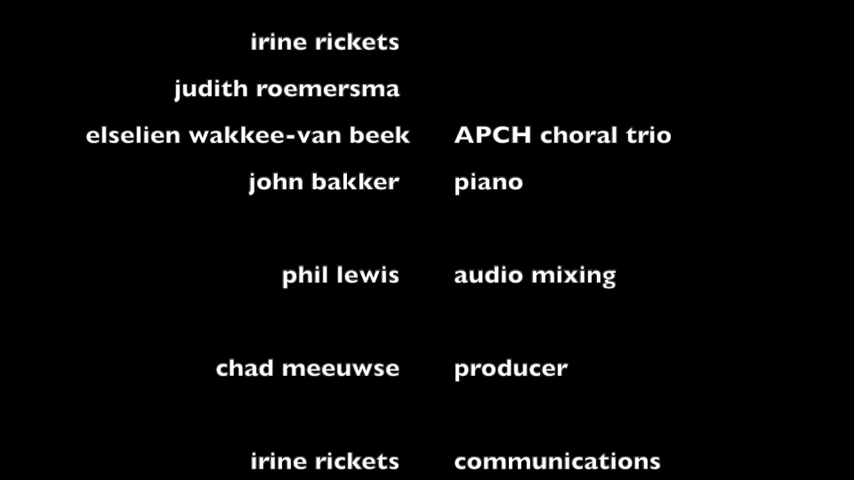 irine rickets
judith roemersma
elselien wakkee-van beek APCH choral trio
john bakker piano
phil lewis audio mixing
chad meeuwse producer
irine rickets communications